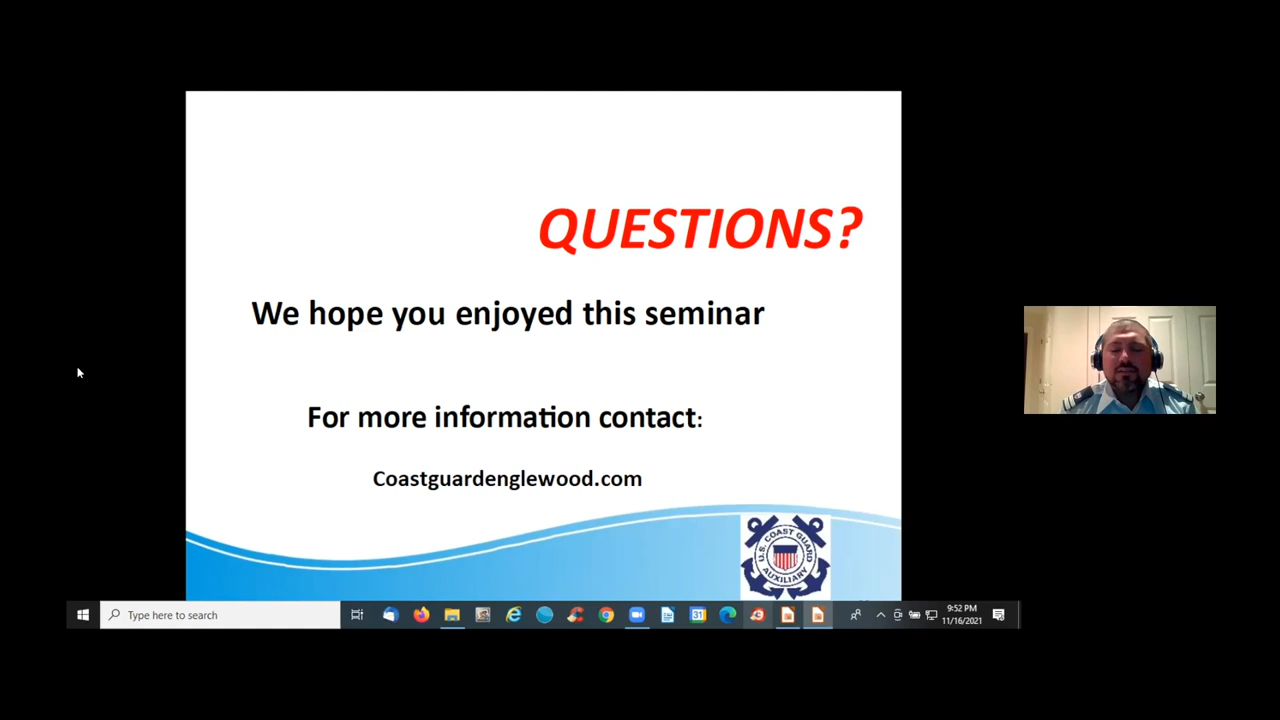 QUESTIONS?
We hope you enjoyed this seminar
For more information contact:
Coastguardenglewood.com
U.S. COAST GUARD
AUXILIARY
Type here to search
31
9:52 PM
11/16/2021